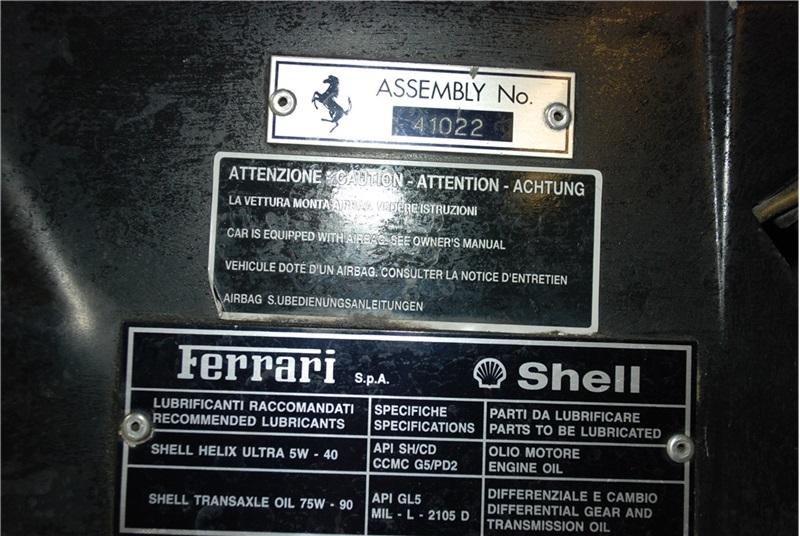 ASSEMBLY No.
41022
ATTENZIONE - CAUTION - ATTENTION - ACHTUNG
LA VETTURA MONTA AIRBAG. VEDERE ISTRUZIONI
CAR IS EQUIPPED WITH AIRBAG. SEE OWNER'S MANUAL
VEHICULE DOTÉ D'UN AIRBAG. CONSULTER LA NOTICE D'ENTRETIEN
AIRBAG S.UBEDIENUNGSANLEITUNGEN
Ferrari S.p.A. Shell
LUBRIFICANTI RACCOMANDATI
RECOMMENDED LUBRICANTS
SPECIFICHE
SPECIFICATIONS
PARTI DA LUBRIFICARE
PARTS TO BE LUBRICATED
SHELL HELIX ULTRA 5W - 40
API SH/CD
CCMC G5/PD2
OLIO MOTORE
ENGINE OIL
SHELL TRANSAXLE OIL 75W - 90
API GL5
MIL - L - 2105 D
DIFFERENZIALE E CAMBIO
DIFFERENTIAL GEAR AND
TRANSMISSION OIL